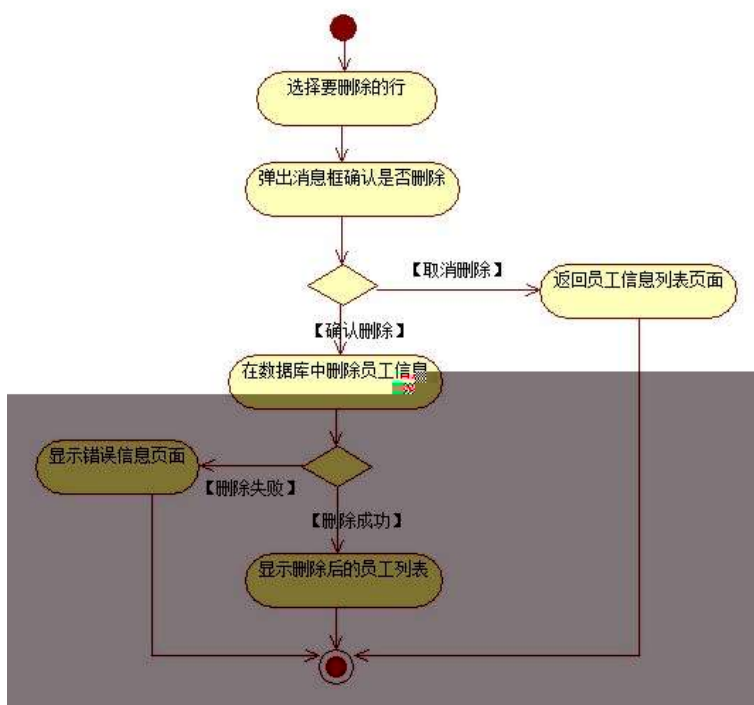 选择要删除的行
弹出消息框确认是否删除
【取消删除】
返回员工信息列表页面
【确认删除】
在数据库中删除员工信息
显示错误信息页面
【删除失败】
【删除成功】
显示删除后的员工列表